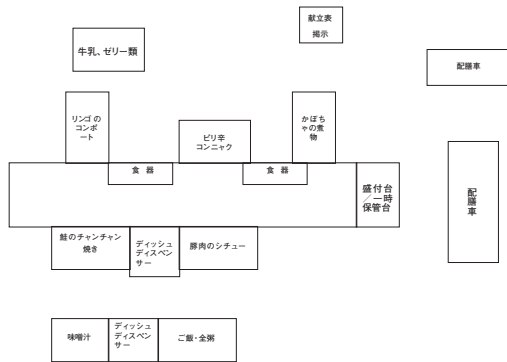 献立表
掲示
牛乳、ゼリー類
配膳車
リンゴの
コンポ
ート
ピリ辛
コンニャク
かぼち
ゃの煮
物
食 器
食 器
盛付台
／一時
保管台
配膳車
鮭のチャンチャン
焼き
ディッシュ
ディスペン
サー
豚肉のシチュー
味噌汁
ディッシュ
ディスペン
サー
ご飯・全粥